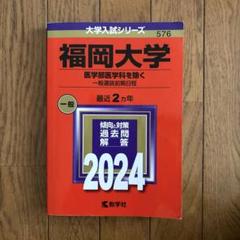 大学入試シリーズ
576
福岡大学
医学部医学科を除く
一般選抜前期日程
最近2カ年
一般
傾向と対策
過去問
解答
2024
教学社